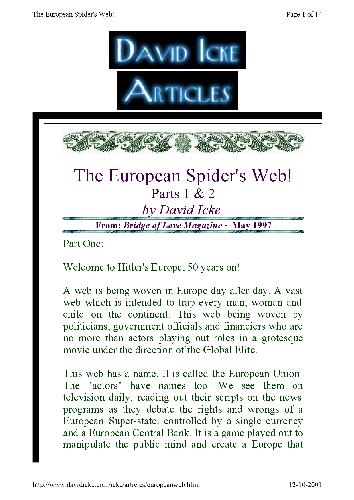 The European Spider's Web!
Page 1 of 14
DAVID ICKE
ARTICLES
The European Spider's Web!
Parts 1 & 2
by David Icke
From: Bridge of Love Magazine - May 1997
Part One:
Welcome to Hitler's Europe, 50 years on!
A web is being woven in Europe day after day. A vast
web which is intended to trap every man, woman and
child on the continent. This web being woven by
politicians, government officials and financiers who are
no more than actors playing out roles in a grotesque
movie under the direction of the Global Elite.
This web has a name. It is called the European Union.
The "actors" have names too. We see them on
television daily, reading out their scripts on the news
programs as they debate the rights and wrongs of a
European Super-state, controlled by a single currency
and a European Central Bank. It is a game played out to
manipulate the public mind and create a Europe that
http://www.davidicke.com/icke/articles/europeanweb.html
12-10-2001